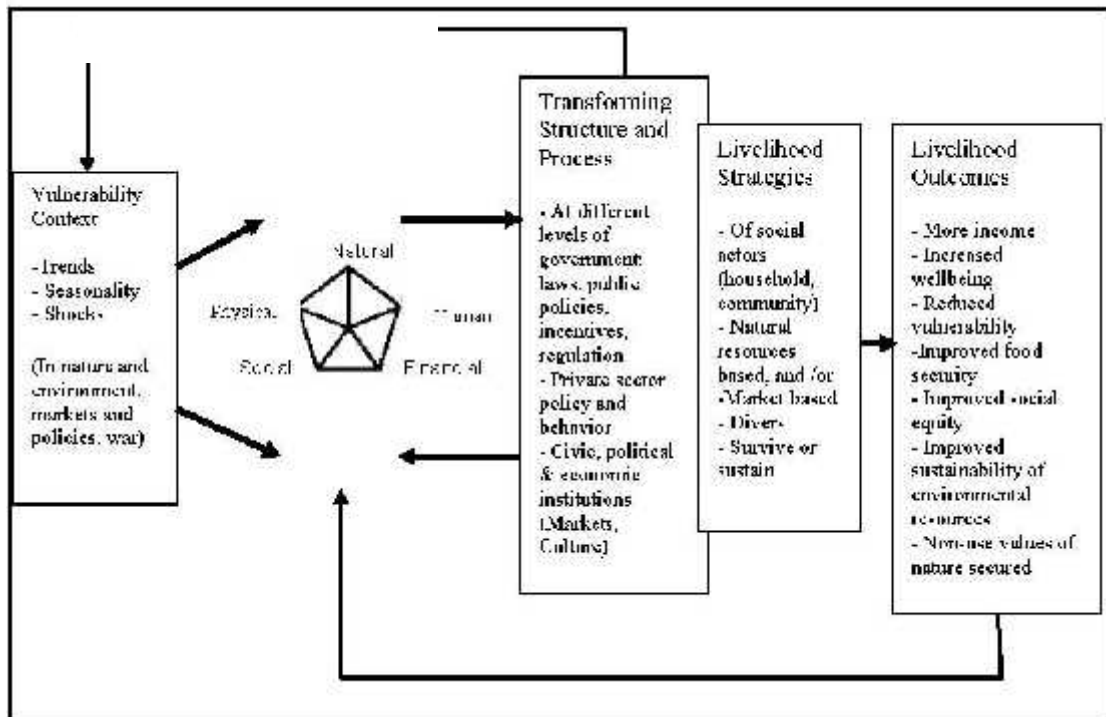 Vulnerability
Context
- Trends
- Seasonality
- Shocks
(In nature and
environment,
markets and
policies, war)
Natural
Physical
Human
Social
Financial
Transforming
Structure and
Process
- At different
levels of
government:
laws, public
policies,
incentives,
regulation
- Private sector
policy and
behavior
- Civic, political
& economic
institutions
(Markets,
Culture)
Livelihood
Strategies
- Of social
actors
(household,
community)
- Natural
resources
based, and /or
-Market based
- Divers
- Survive or
sustain
Livelihood
Outcomes
- More income
- Increased
wellbeing
- Reduced
vulnerability
-Improved food
security
- Improved social
equity
- Improved
sustainability of
environmental
resources
- Non-use values of
nature secured